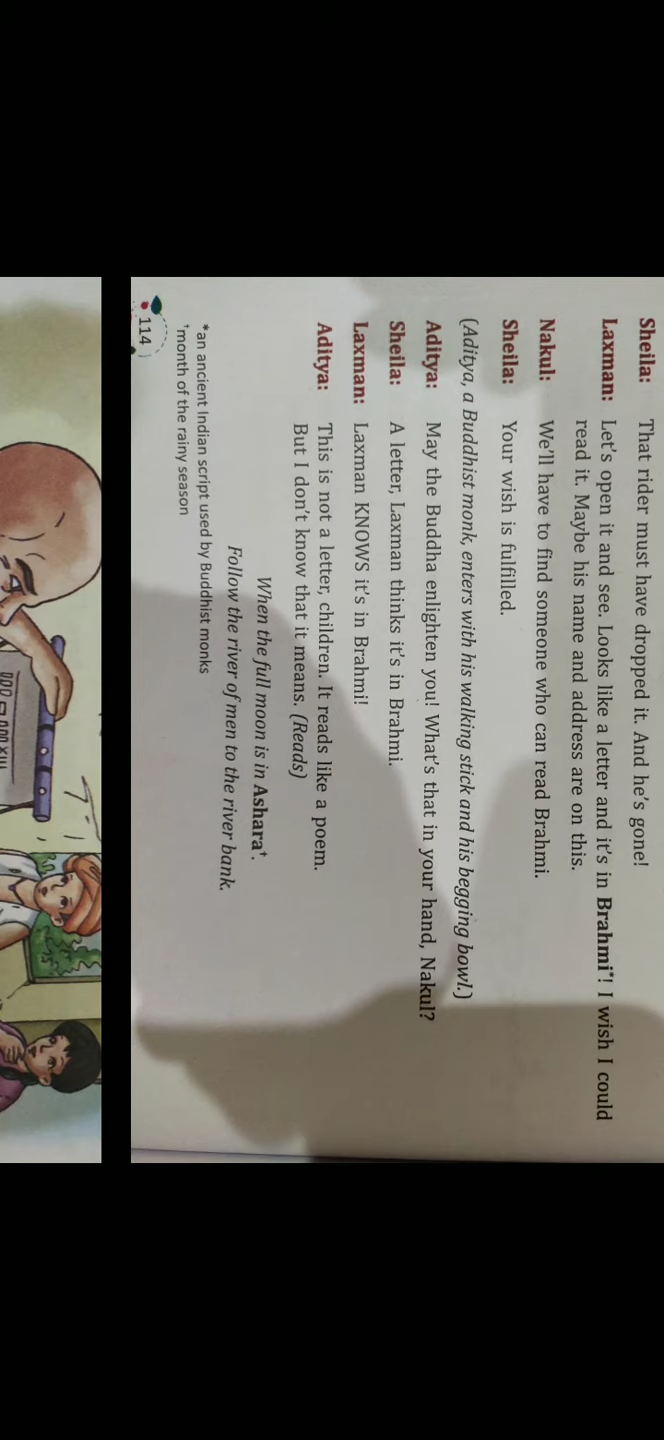 Sheila: That rider must have dropped it. And he's gone!
Laxman: Let's open it and see. Looks like a letter and it's in Brahmi*! I wish I could
read it. Maybe his name and address are on this.
Nakul: We'll have to find someone who can read Brahmi.
Sheila: Your wish is fulfilled.
(Aditya, a Buddhist monk, enters with his walking stick and his begging bowl.)
Aditya: May the Buddha enlighten you! What's that in your hand, Nakul?
Sheila: A letter, Laxman thinks it's in Brahmi.
Laxman: Laxman KNOWS it's in Brahmi!
Aditya: This is not a letter, children. It reads like a poem.
But I don't know that it means. (Reads)
When the full moon is in Ashara†.
Follow the river of men to the river bank.
*an ancient Indian script used by Buddhist monks
†month of the rainy season
114